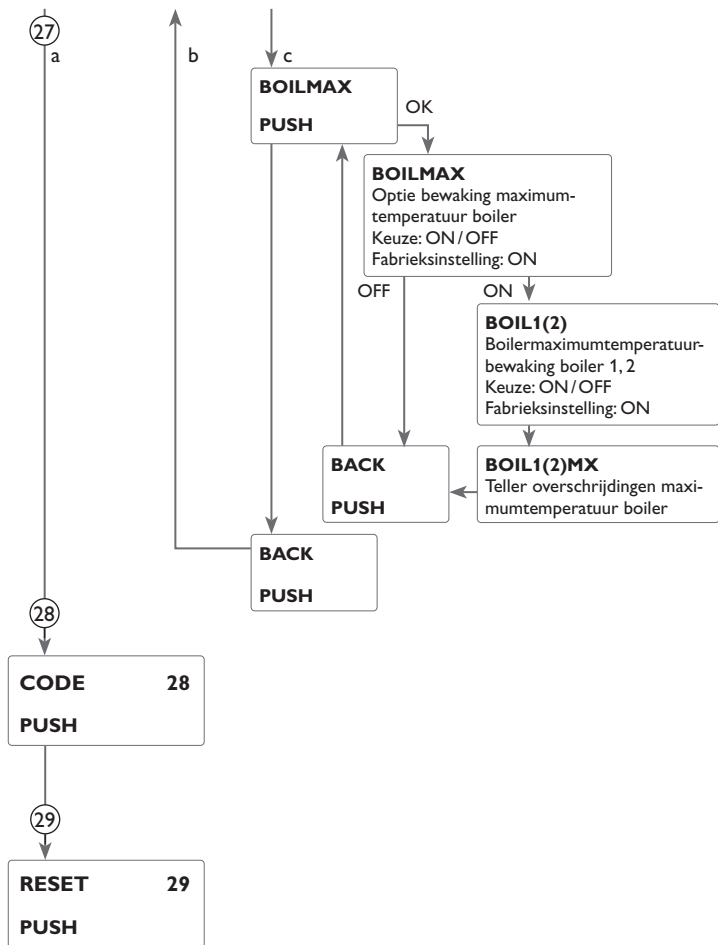 27
a
b
c
BOILMAX
PUSH
OK
BOILMAX
Optie bewaking maximum-
temperatuur boiler
Keuze: ON/OFF
Fabrieksinstelling: ON
OFF
ON
BOIL1(2)
Boilermaximumtemperatuur-
bewaking boiler 1, 2
Keuze: ON/OFF
Fabrieksinstelling: ON
BACK
PUSH
BOIL1(2)MX
Teller overschrijdingen maxi-
mumtemperatuur boiler
BACK
PUSH
28
CODE 28
PUSH
29
RESET 29
PUSH